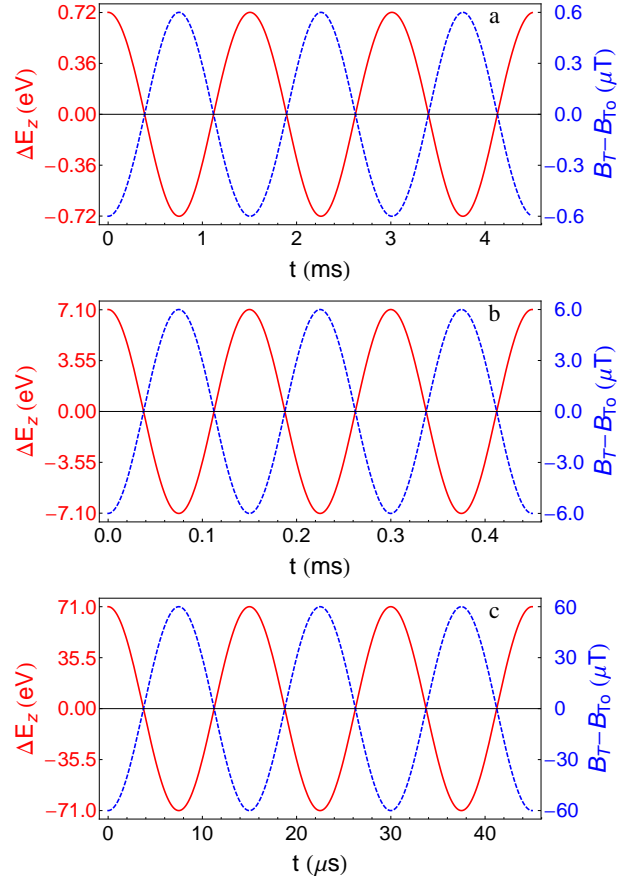 a
0.72
0.36
0.00
−0.36
−0.72
ΔE_z (eV)
0.6
0.3
0.0
−0.3
−0.6
B_T−B_To (μT)
0 1 2 3 4
t (ms)
b
7.10
3.55
0.00
−3.55
−7.10
ΔE_z (eV)
6.0
3.0
0.0
−3.0
−6.0
B_T−B_To (μT)
0.0 0.1 0.2 0.3 0.4
t (ms)
c
71.0
35.5
0.00
−35.5
−71.0
ΔE_z (eV)
60
30
0
−30
−60
B_T−B_To (μT)
0 10 20 30 40
t (μs)